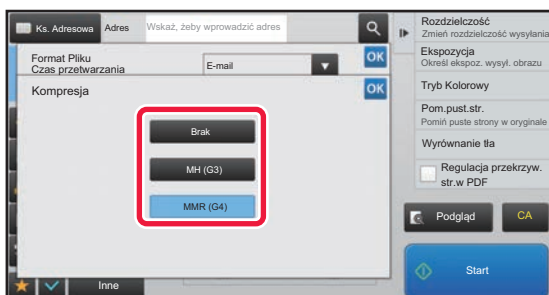 Ks. Adresowa
Adres
Wskaż, żeby wprowadzić adres
Format Pliku
Czas przetwarzania
E-mail
OK
Kompresja
OK
Brak
MH (G3)
MMR (G4)
Inne
Rozdzielczość
Zmień rozdzielczość wysyłania
Ekspozycja
Określ ekspoz. wysył. obrazu
Tryb Kolorowy
Pom.pust.str.
Pomiń puste strony w oryginale
Wyrównanie tła
Regulacja przekrzyw.
str.w PDF
Podgląd
CA
Start